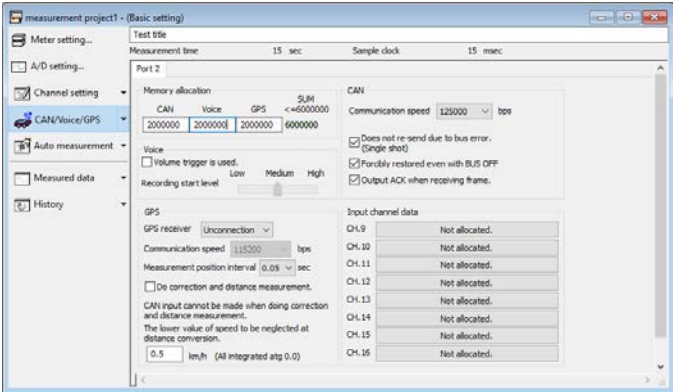 measurement project1 - (Basic setting)
Meter setting...
A/D setting...
Channel setting
CAN/Voice/GPS
Auto measurement
Measured data
History
Test title
Measurement time 15 sec Sample clock 15 msec
Port 2
Memory allocation
CAN Voice GPS SUM <=6000000
2000000 2000000 2000000 6000000
Voice
Volume trigger is used.
Low Medium High
Recording start level
GPS
GPS receiver Unconnection
Communication speed 115200 bps
Measurement position interval 0.05 sec
Do correction and distance measurement.
CAN input cannot be made when doing correction
and distance measurement.
The lower value of speed to be neglected at
distance conversion.
0.5 km/h (All integrated atg 0.0)
CAN
Communication speed 125000 bps
Does not re-send due to bus error.
(Single shot)
Forcibly restored even with BUS OFF
Output ACK when receiving frame.
Input channel data
CH.9 Not allocated.
CH.10 Not allocated.
CH.11 Not allocated.
CH.12 Not allocated.
CH.13 Not allocated.
CH.14 Not allocated.
CH.15 Not allocated.
CH.16 Not allocated.